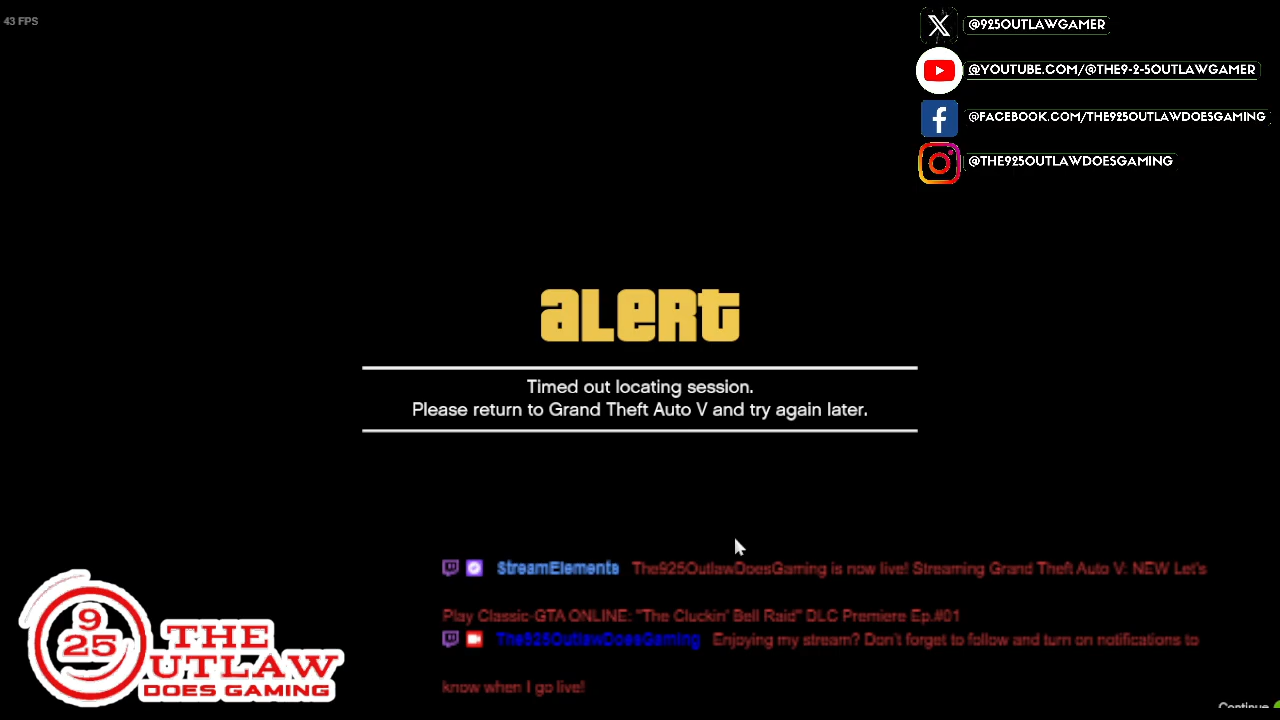 43 FPS
@925OUTLAWGAMER
@YOUTUBE.COM/@THE9-2-5OUTLAWGAMER
@FACEBOOK.COM/THE925OUTLAWDOESGAMING
@THE925OUTLAWDOESGAMING
aLeRt
Timed out locating session.
Please return to Grand Theft Auto V and try again later.
StreamElements The925OutlawDoesGaming is now live! Streaming Grand Theft Auto V: NEW Let's
Play Classic-GTA ONLINE: "The Cluckin' Bell Raid" DLC Premiere Ep.#01
The925OutlawDoesGaming Enjoying my stream? Don't forget to follow and turn on notifications to
know when I go live!
9
25
THE
OUTLAW
DOES GAMING
Continue